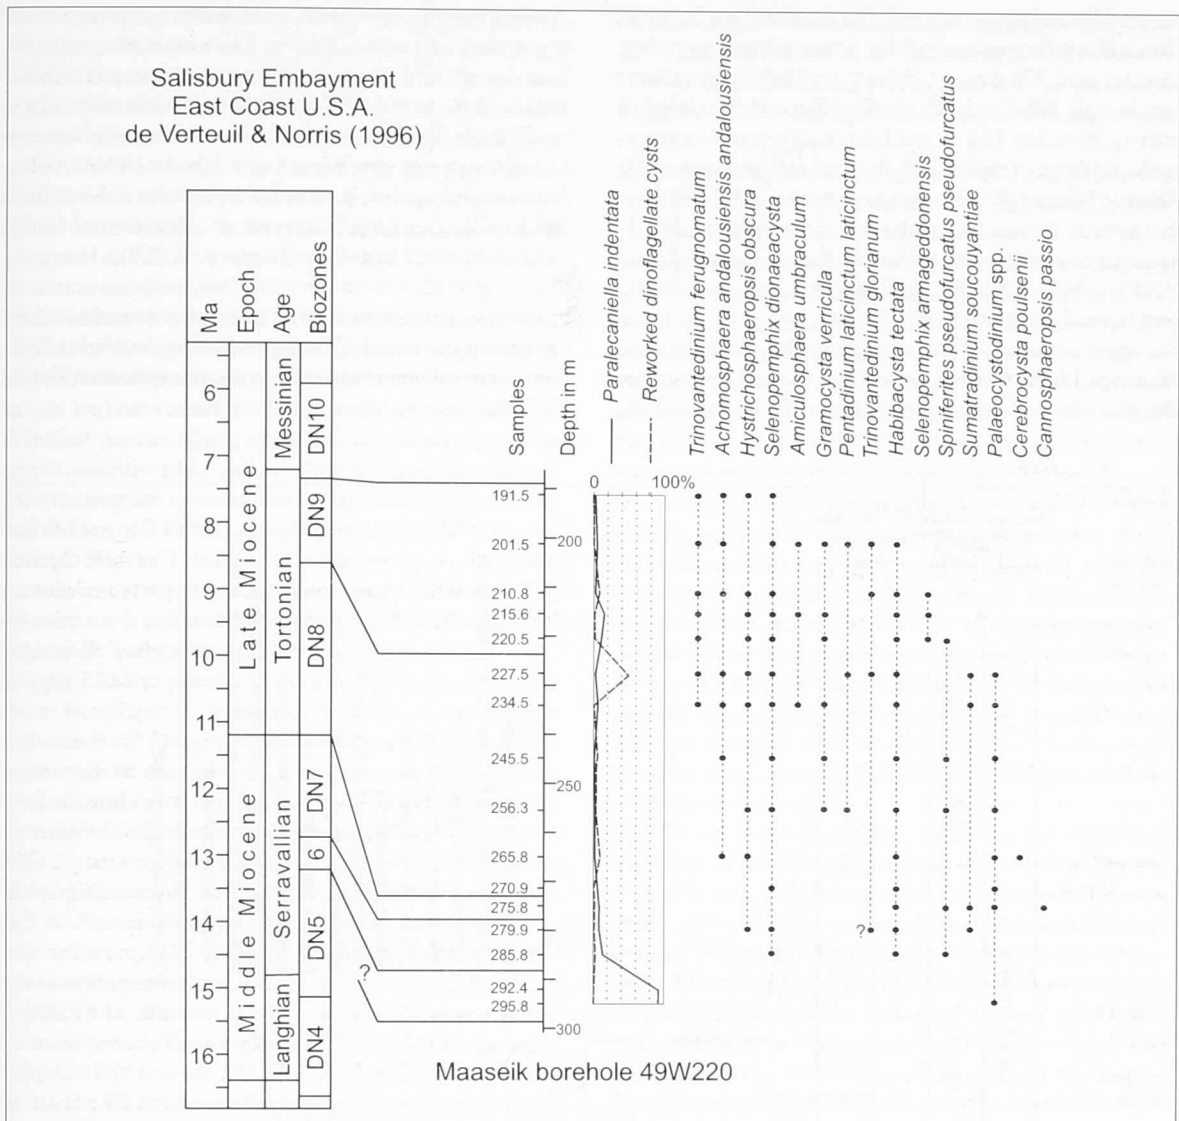 Salisbury Embayment
East Coast U.S.A.
de Verteuil & Norris (1996)
Ma
Epoch
Age
Biozones
Samples
Depth in m
Paralecaniella indentata
Reworked dinoflagellate cysts
Trinovantedinium ferugnomatum
Achomosphaera andalousiensis andalousiensis
Hystrichosphaeropsis obscura
Selenopemphix dionaeacysta
Amiculosphaera umbraculum
Gramocysta verricula
Pentadinium laticinctum laticinctum
Trinovantedinium glorianum
Habibacysta tectata
Selenopemphix armageddonensis
Spiniferites pseudofurcatus pseudofurcatus
Sumatradinium soucouyantiae
Palaeocystodinium spp.
Cerebrocysta poulsenii
Cannosphaeropsis passio
6
7
8
9
10
11
12
13
14
15
16
Late Miocene
Middle Miocene
Messinian
Tortonian
Serravallian
Langhian
DN10
DN9
DN8
DN7
6
DN5
DN4
?
0
100%
191.5
201.5
200
210.8
215.6
220.5
227.5
234.5
245.5
250
256.3
265.8
270.9
275.8
279.9
?
285.8
292.4
295.8
300
Maaseik borehole 49W220